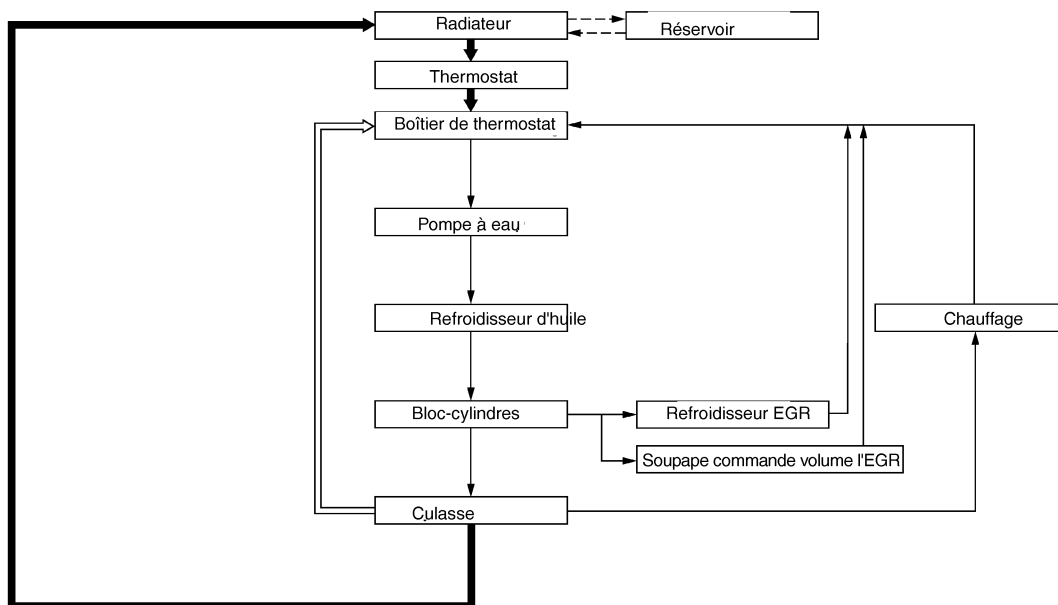 Radiateur
Réservoir
Thermostat
Boîtier de thermostat
Pompe à eau
Refroidisseur d'huile
Chauffage
Bloc-cylindres
Refroidisseur EGR
Soupape commande volume l'EGR
Culasse